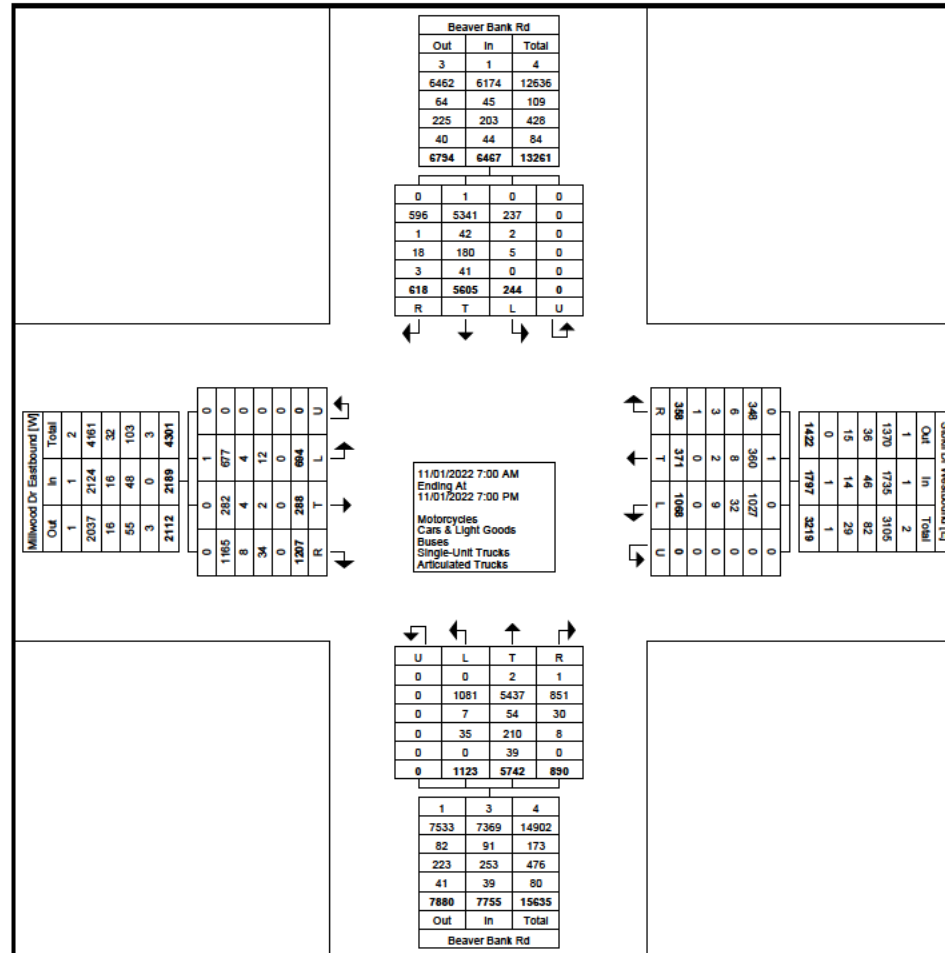 Beaver Bank Rd
Out In Total
3 1 4
6462 6174 12636
64 45 109
225 203 428
40 44 84
6794 6467 13261
0 1 0 0
596 5341 237 0
1 42 2 0
18 180 5 0
3 41 0 0
618 5605 244 0
R T L U
Millwood Dr Eastbound [W]
Out In Total
1 1 2
2037 2124 4161
16 16 32
55 48 103
3 0 3
2112 2189 4301
0 0 1 0
1165 282 677 0
8 4 4 0
34 2 12 0
0 0 0 0
1207 288 694 0
R T L U
11/01/2022 7:00 AM
Ending At
11/01/2022 7:00 PM
Motorcycles
Cars & Light Goods
Buses
Single-Unit Trucks
Articulated Trucks
Dr Westbound [E]
Out In Total
1 1 2
1370 1735 3105
36 46 82
15 14 29
0 1 1
1422 1797 3219
0 1 0 0
348 360 1027 0
6 8 32 0
3 2 9 0
1 0 0 0
358 371 1068 0
R T L U
U L T R
0 0 2 1
0 1081 5437 851
0 7 54 30
0 35 210 8
0 0 39 0
0 1123 5742 890
1 3 4
7533 7369 14902
82 91 173
223 253 476
41 39 80
7880 7755 15635
Out In Total
Beaver Bank Rd